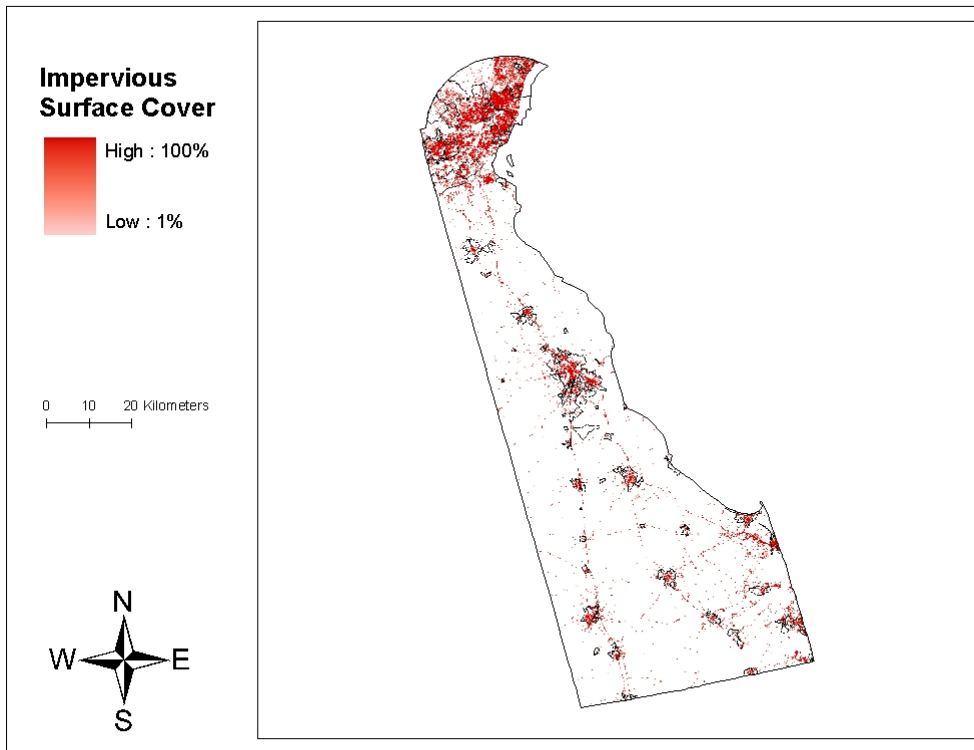 Impervious
Surface Cover
High : 100%
Low : 1%
0 10 20 Kilometers
N
W E
S